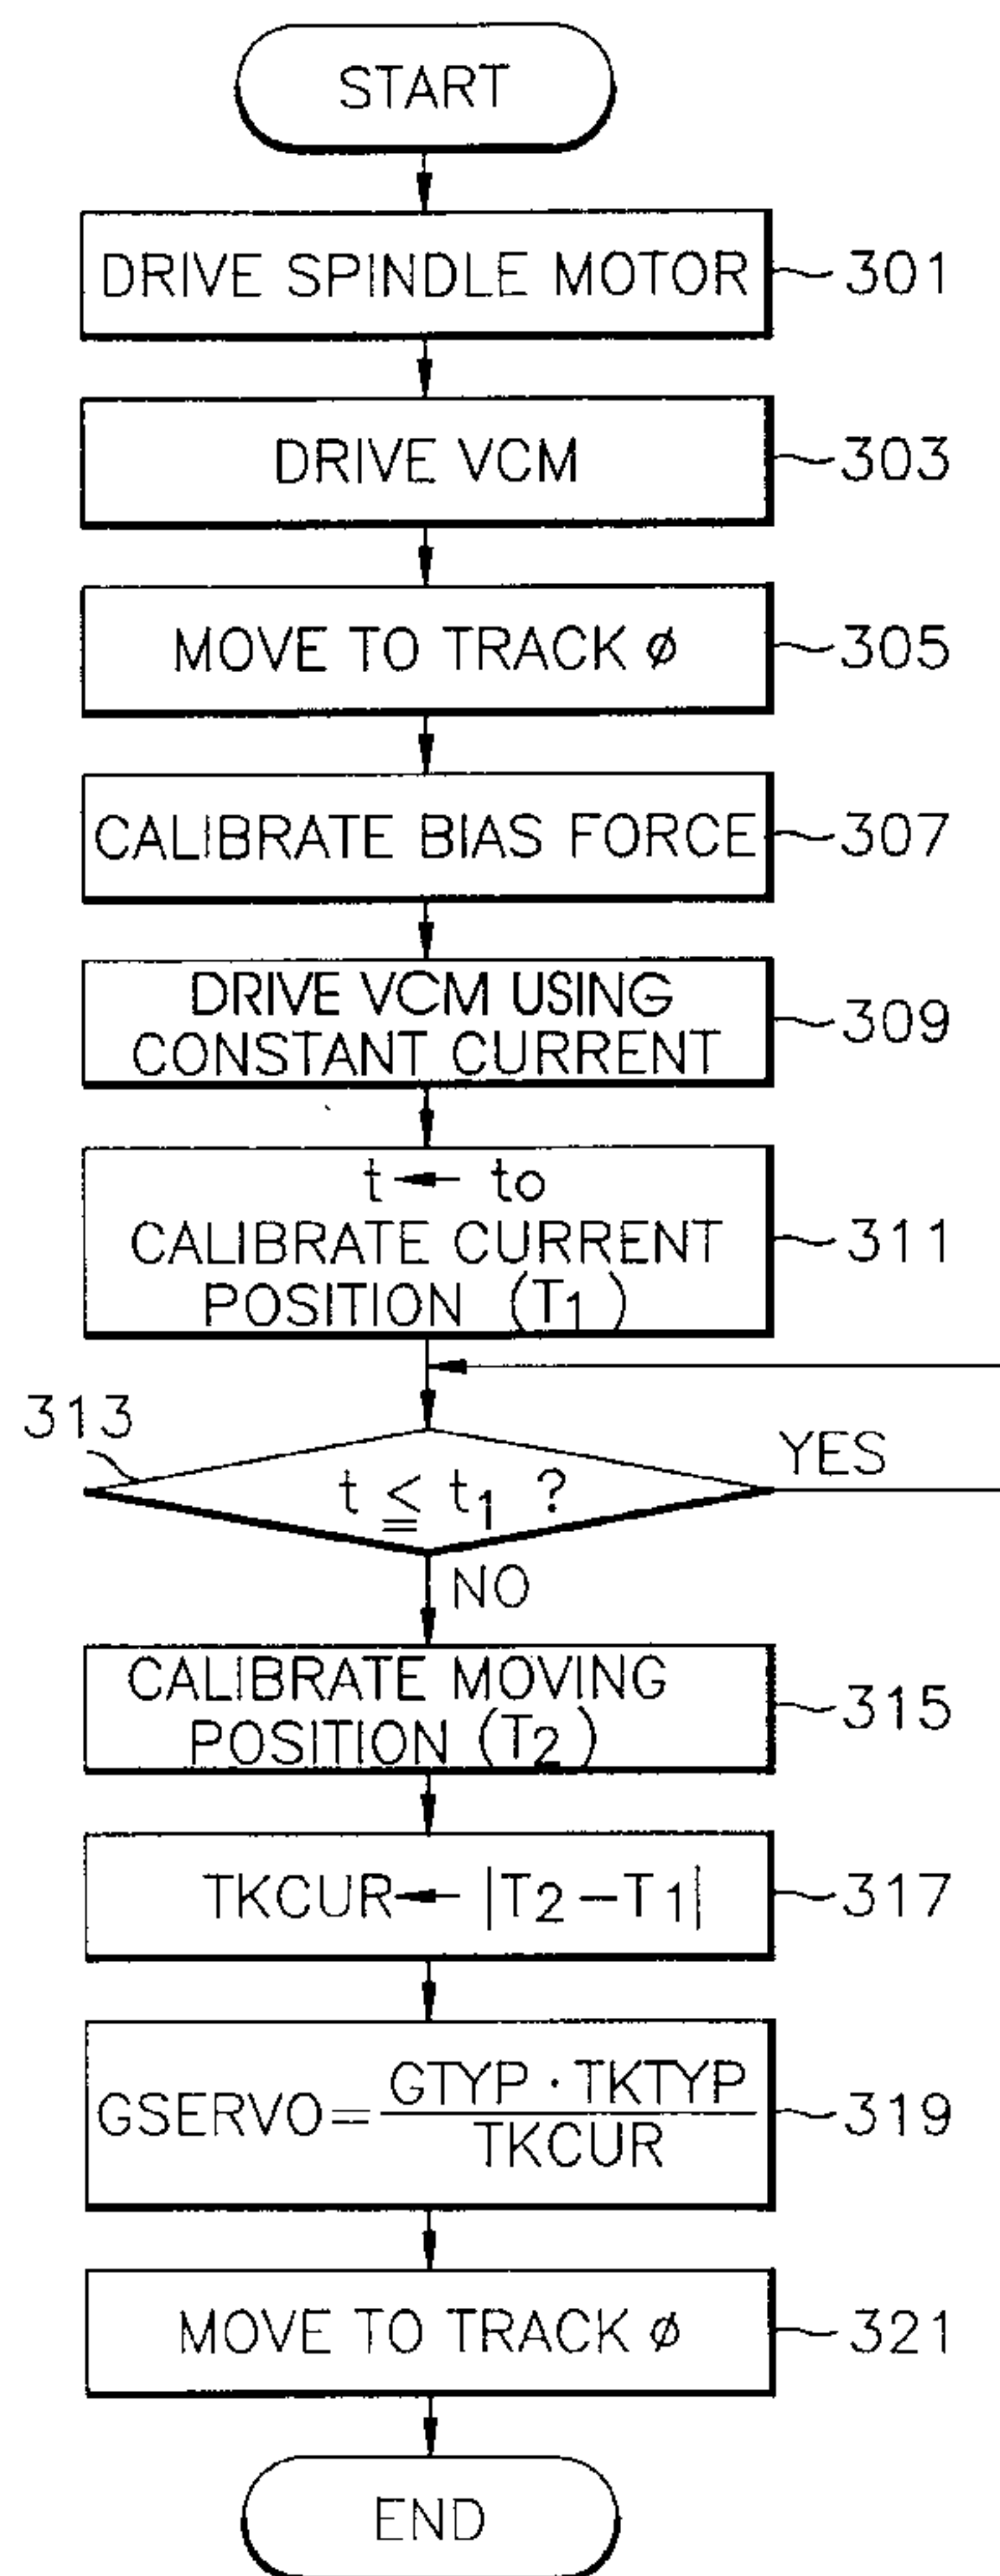 START
DRIVE SPINDLE MOTOR
301
DRIVE VCM
303
MOVE TO TRACK ø
305
CALIBRATE BIAS FORCE
307
DRIVE VCM USING
CONSTANT CURRENT
309
t ← to
CALIBRATE CURRENT
POSITION (T1)
311
313
t ≦ t1 ?
YES
NO
CALIBRATE MOVING
POSITION (T2)
315
TKCUR ← |T2 − T1|
317
GSERVO = GTYP · TKTYP / TKCUR
319
MOVE TO TRACK ø
321
END